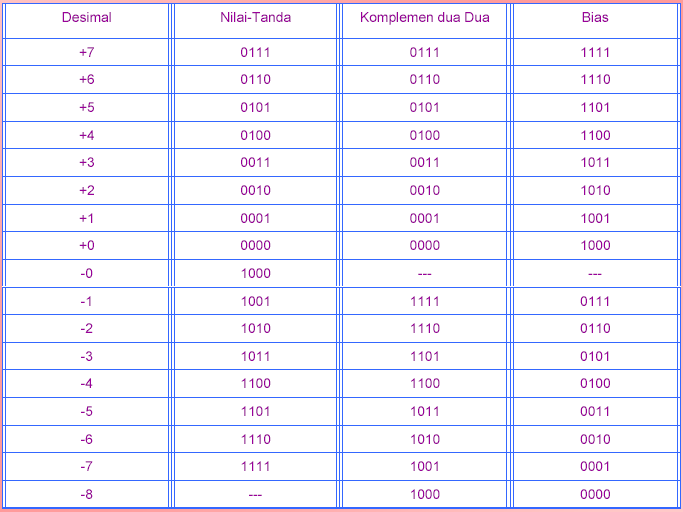 Desimal Nilai-Tanda Komplemen dua Dua Bias
+7 0111 0111 1111
+6 0110 0110 1110
+5 0101 0101 1101
+4 0100 0100 1100
+3 0011 0011 1011
+2 0010 0010 1010
+1 0001 0001 1001
+0 0000 0000 1000
-0 1000 --- ---
-1 1001 1111 0111
-2 1010 1110 0110
-3 1011 1101 0101
-4 1100 1100 0100
-5 1101 1011 0011
-6 1110 1010 0010
-7 1111 1001 0001
-8 --- 1000 0000